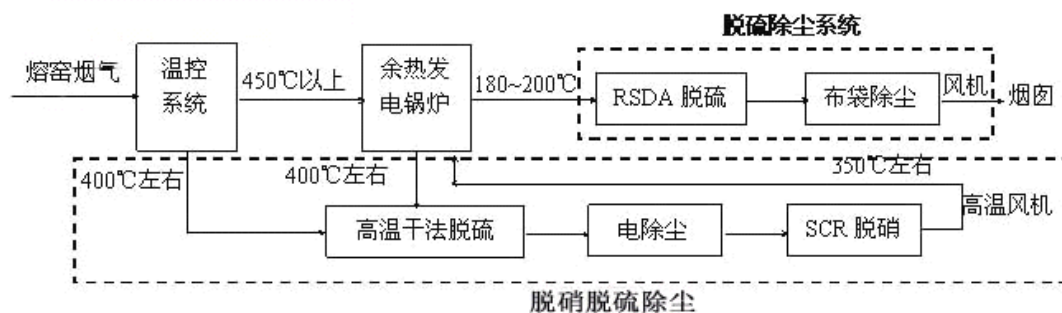 脱硫除尘系统
熔窑烟气
温控
系统
450℃以上
余热发
电锅炉
180~200℃
RSDA 脱硫
布袋除尘
风机
烟囱
400℃左右
400℃左右
350℃左右
高温干法脱硫
电除尘
SCR 脱硝
高温风机
脱硝脱硫除尘